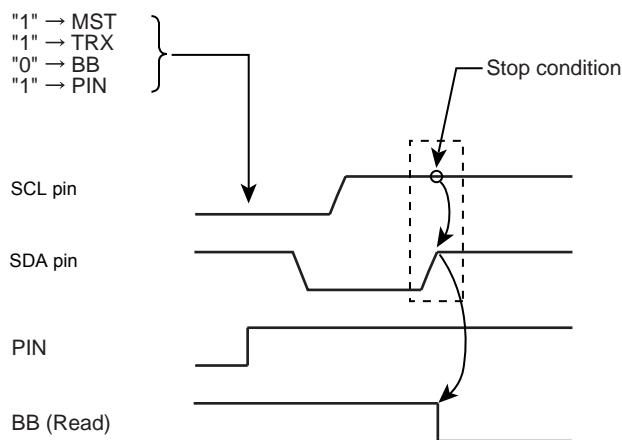 "1" → MST
"1" → TRX
"0" → BB
"1" → PIN
Stop condition
SCL pin
SDA pin
PIN
BB (Read)